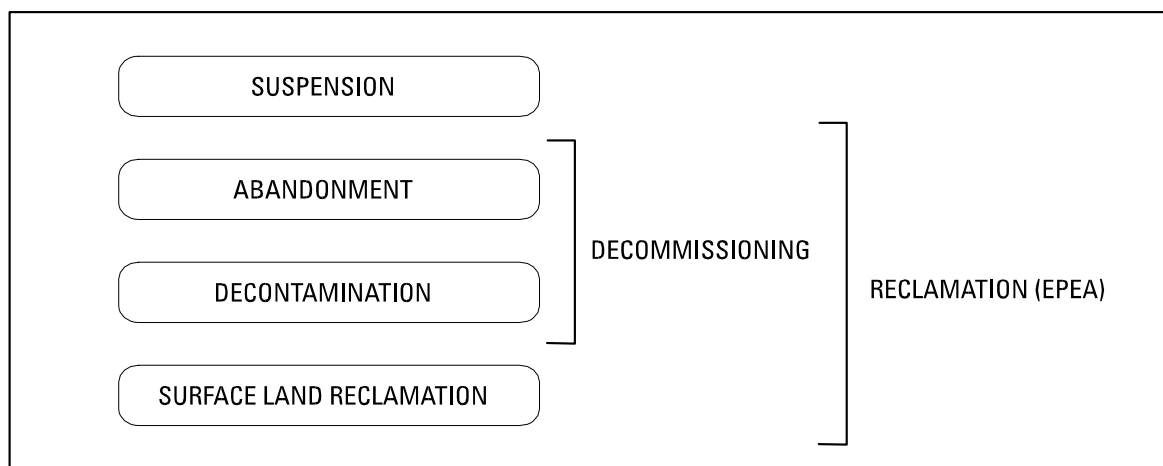 SUSPENSION
ABANDONMENT
DECOMMISSIONING
DECONTAMINATION
RECLAMATION (EPEA)
SURFACE LAND RECLAMATION